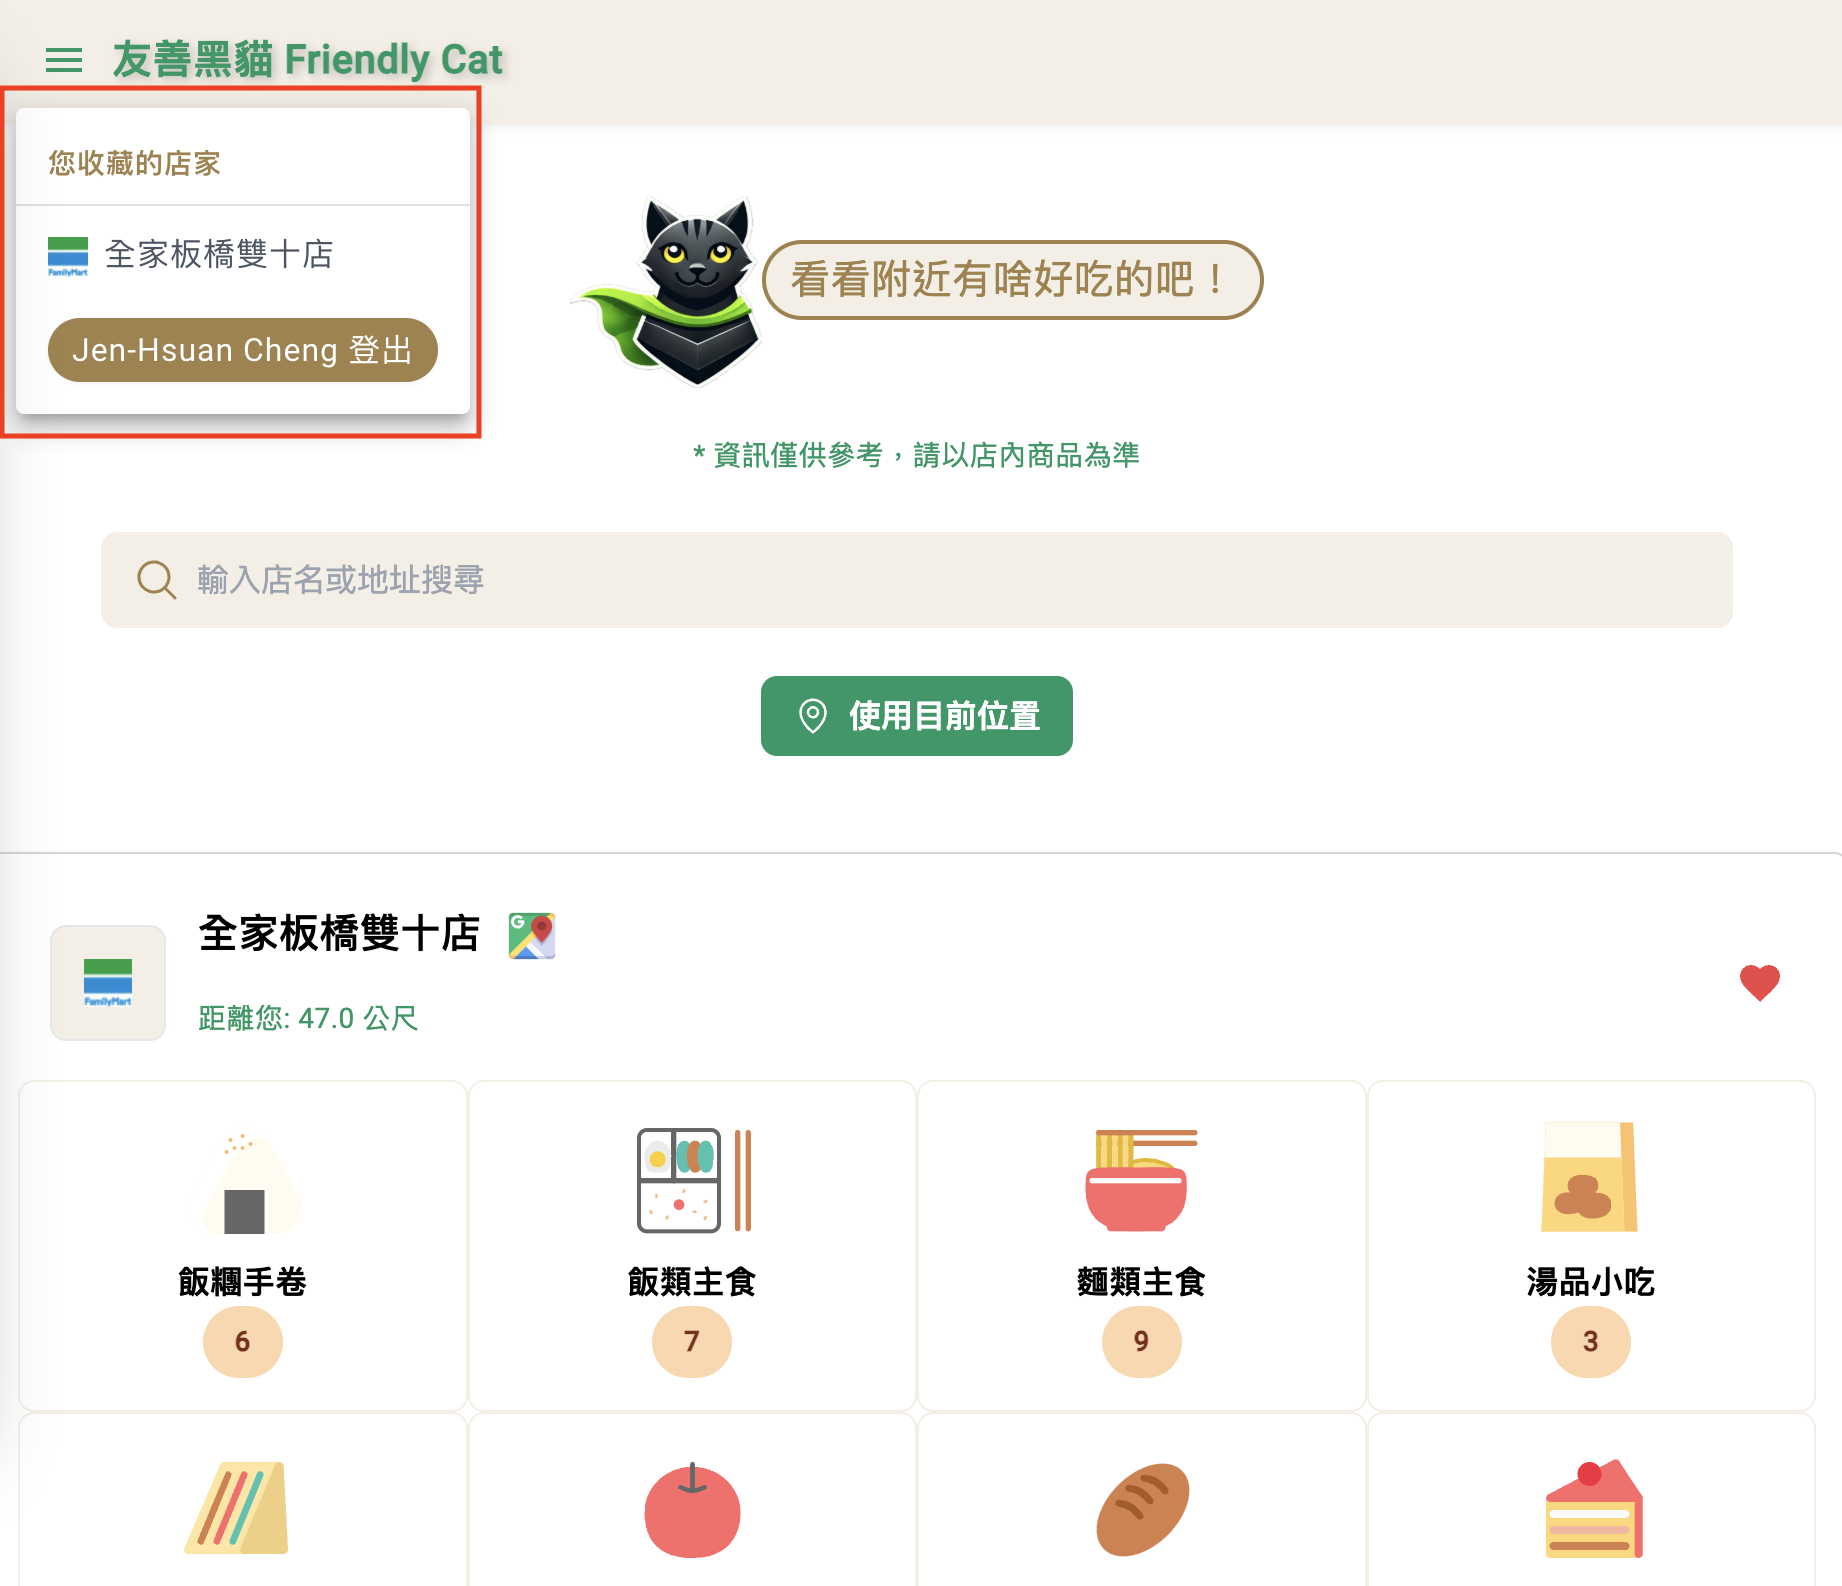 友善黑貓 Friendly Cat
您收藏的店家
FamilyMart
全家板橋雙十店
Jen-Hsuan Cheng 登出
看看附近有啥好吃的吧！
* 資訊僅供參考，請以店內商品為準
輸入店名或地址搜尋
使用目前位置
全家板橋雙十店
G
FamilyMart
距離您: 47.0 公尺
飯糰手卷
6
飯類主食
7
麵類主食
9
湯品小吃
3